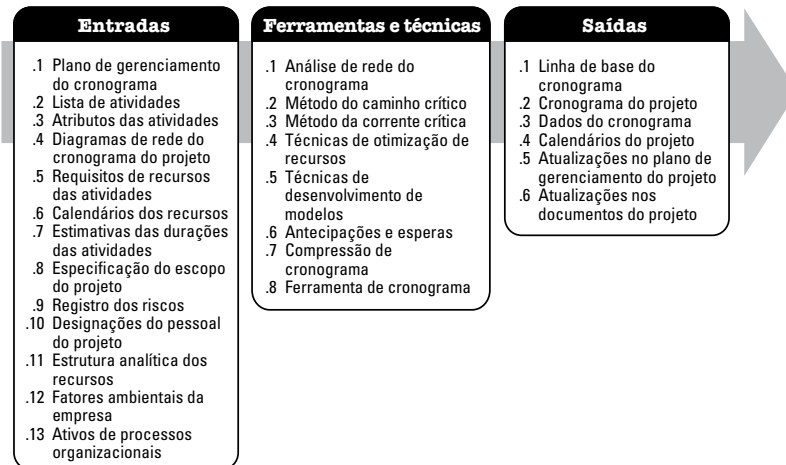 Entradas
.1 Plano de gerenciamento
do cronograma
.2 Lista de atividades
.3 Atributos das atividades
.4 Diagramas de rede do
cronograma do projeto
.5 Requisitos de recursos
das atividades
.6 Calendários dos recursos
.7 Estimativas das durações
das atividades
.8 Especificação do escopo
do projeto
.9 Registro dos riscos
.10 Designações do pessoal
do projeto
.11 Estrutura analítica dos
recursos
.12 Fatores ambientais da
empresa
.13 Ativos de processos
organizacionais
Ferramentas e técnicas
.1 Análise de rede do
cronograma
.2 Método do caminho crítico
.3 Método da corrente crítica
.4 Técnicas de otimização de
recursos
.5 Técnicas de
desenvolvimento de
modelos
.6 Antecipações e esperas
.7 Compressão de
cronograma
.8 Ferramenta de cronograma
Saídas
.1 Linha de base do
cronograma
.2 Cronograma do projeto
.3 Dados do cronograma
.4 Calendários do projeto
.5 Atualizações no plano de
gerenciamento do projeto
.6 Atualizações nos
documentos do projeto